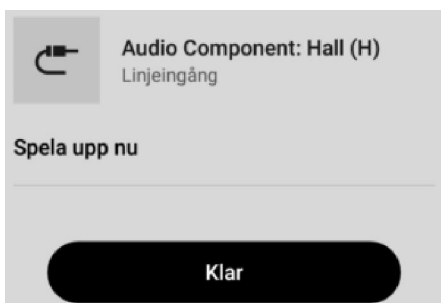 Audio Component: Hall (H)
Linjeingång
Spela upp nu
Klar